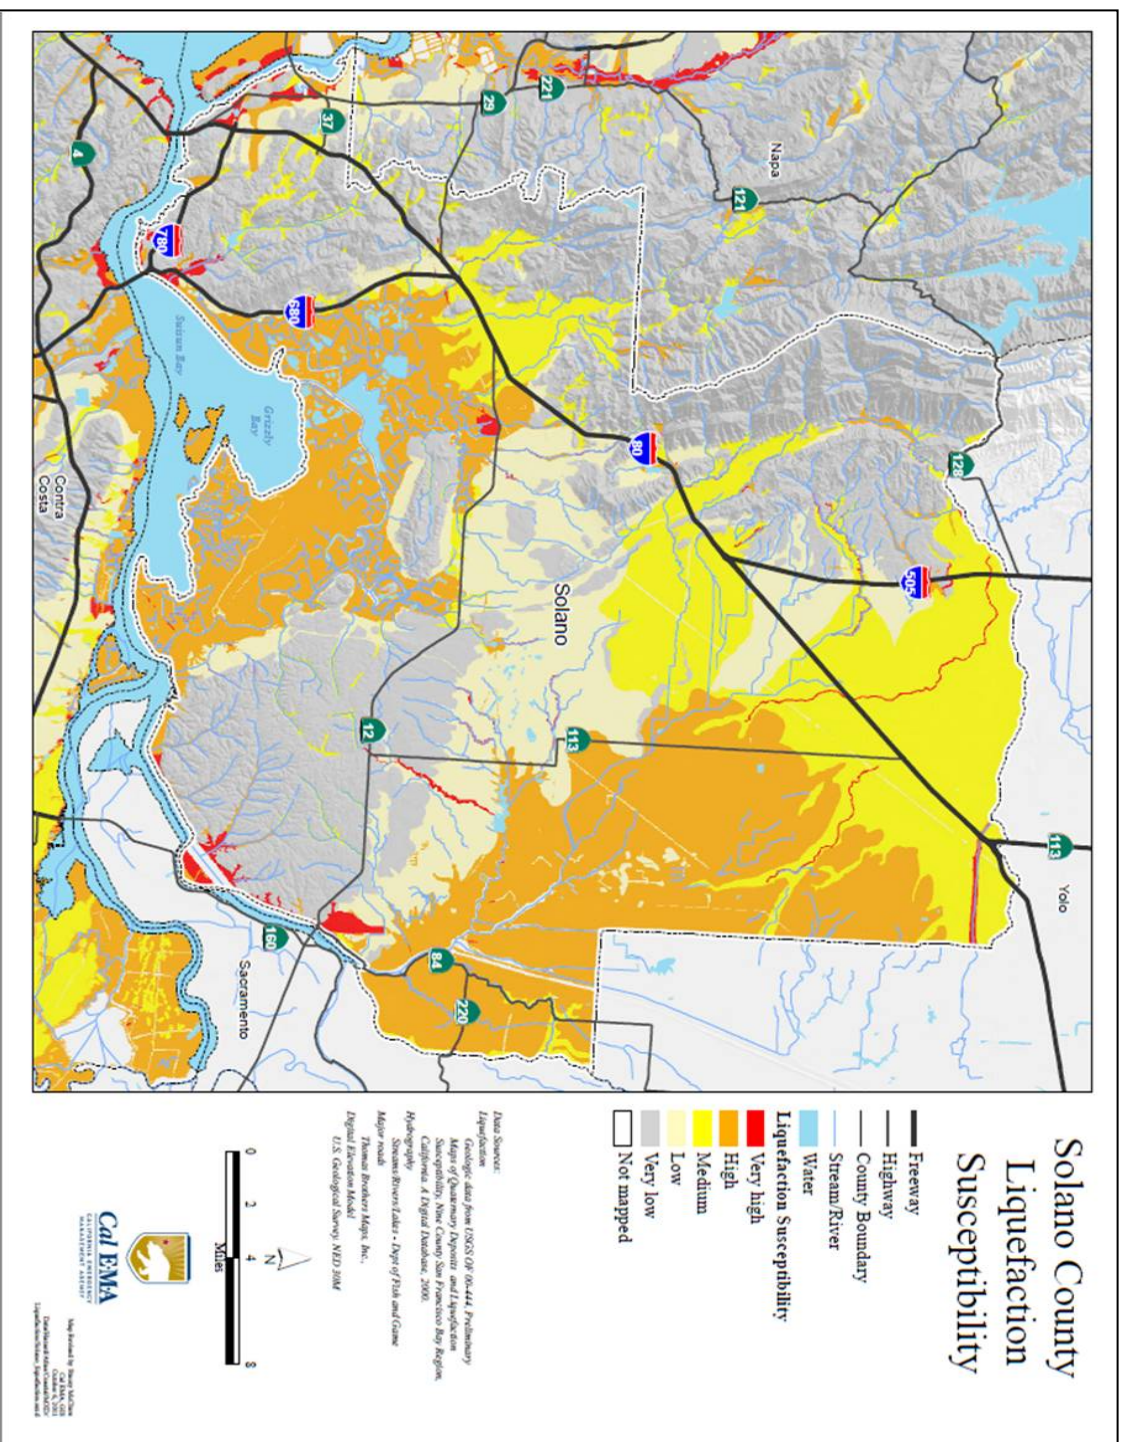 Solano County
Liquefaction
Susceptibility
Freeway
Highway
County Boundary
Stream/River
Water
Liquefaction Susceptibility
Very high
High
Medium
Low
Very low
Not mapped
Data Sources:
Liquefaction
Geologic data from USGS OF 00-444, Preliminary
Maps of Quaternary Deposits and Liquefaction
Susceptibility, Nine County San Francisco Bay Region,
California. A Digital Database, 2000.
Hydrography
Streams/Rivers/Lakes - Dept of Fish and Game
Major roads
Thomas Brothers Maps, Inc.,
Digital Elevation Model
U.S. Geological Survey, NED 30M
N
0 2 4 8
Miles
Cal EMA
CALIFORNIA EMERGENCY
MANAGEMENT AGENCY
Cal EMA, GIS
Napa
Yolo
Solano
Sacramento
Contra
Costa
Suisun Bay
Grizzly
Bay
221
29
37
4
121
128
780
680
80
505
113
113
12
84
220
160